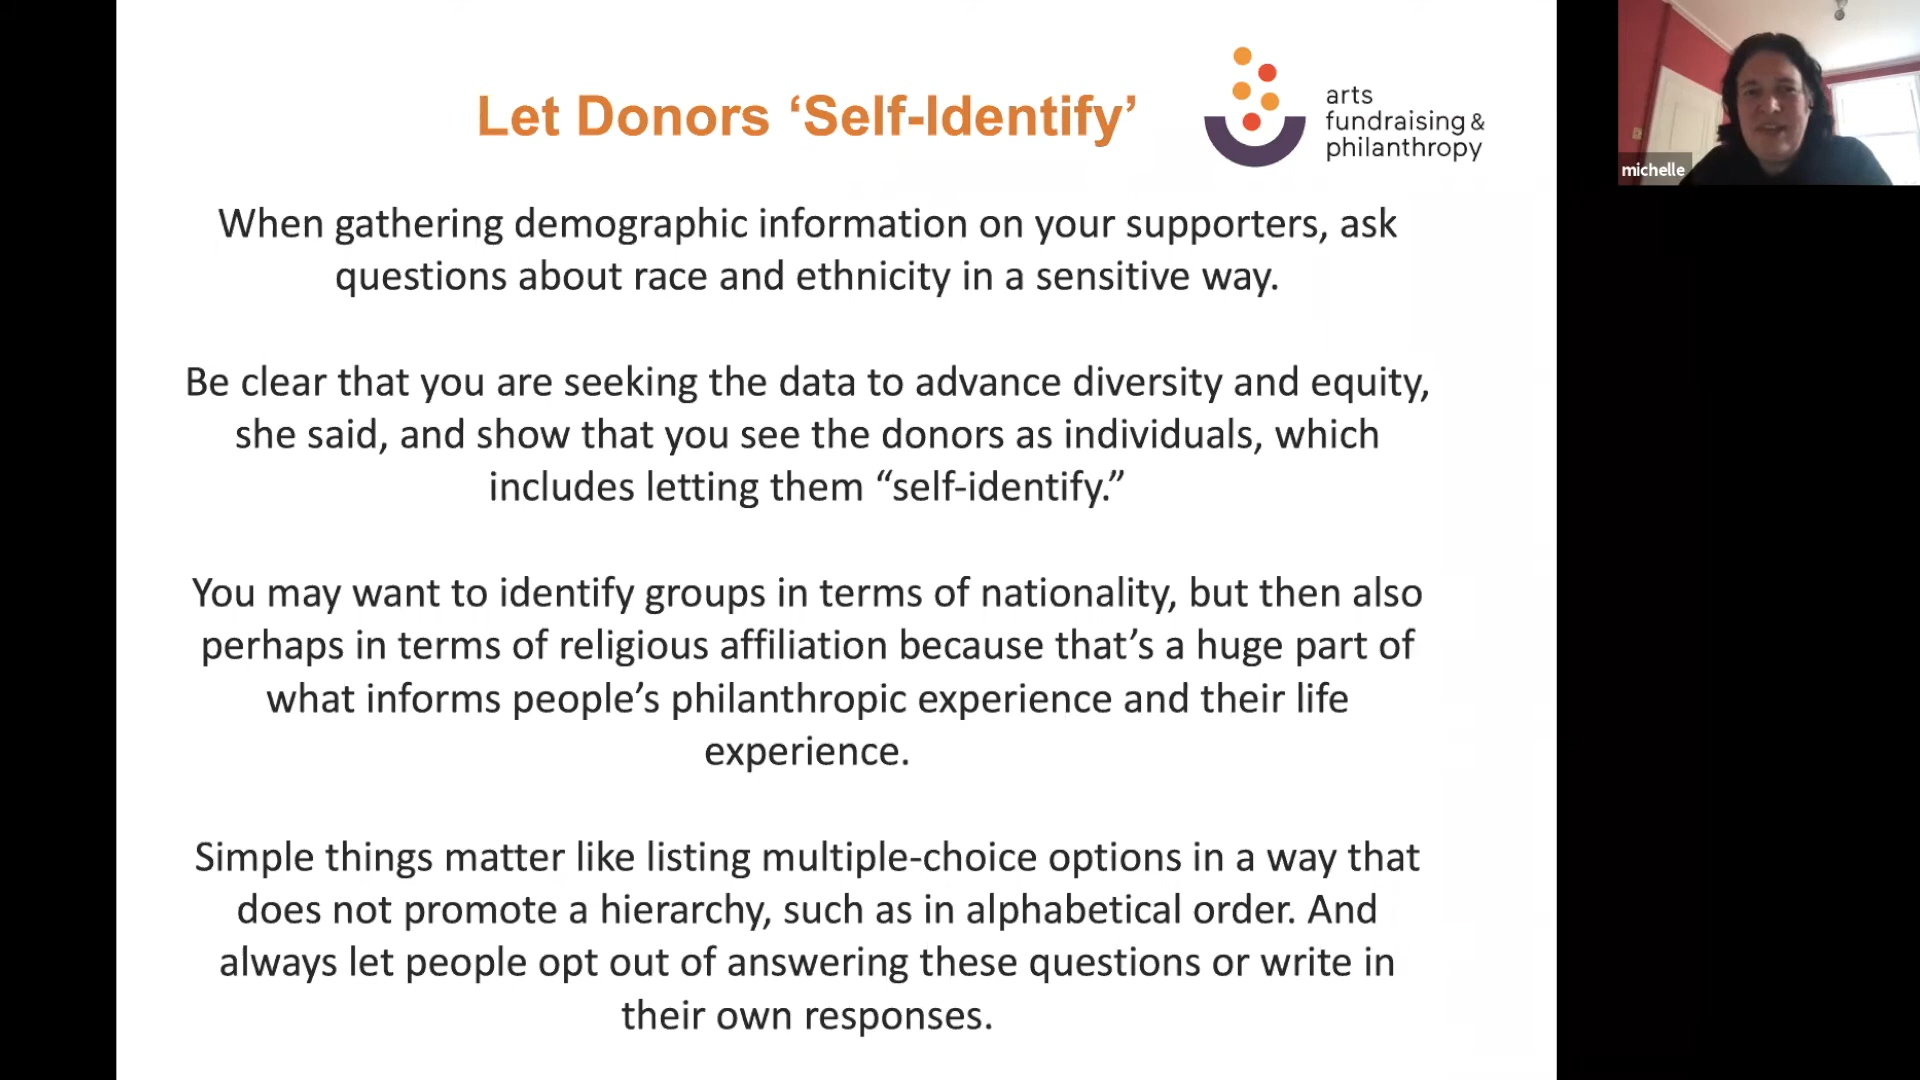 Let Donors ‘Self-Identify’
arts
fundraising &
philanthropy
michelle
When gathering demographic information on your supporters, ask
questions about race and ethnicity in a sensitive way.
Be clear that you are seeking the data to advance diversity and equity,
she said, and show that you see the donors as individuals, which
includes letting them “self-identify.”
You may want to identify groups in terms of nationality, but then also
perhaps in terms of religious affiliation because that’s a huge part of
what informs people’s philanthropic experience and their life
experience.
Simple things matter like listing multiple-choice options in a way that
does not promote a hierarchy, such as in alphabetical order. And
always let people opt out of answering these questions or write in
their own responses.